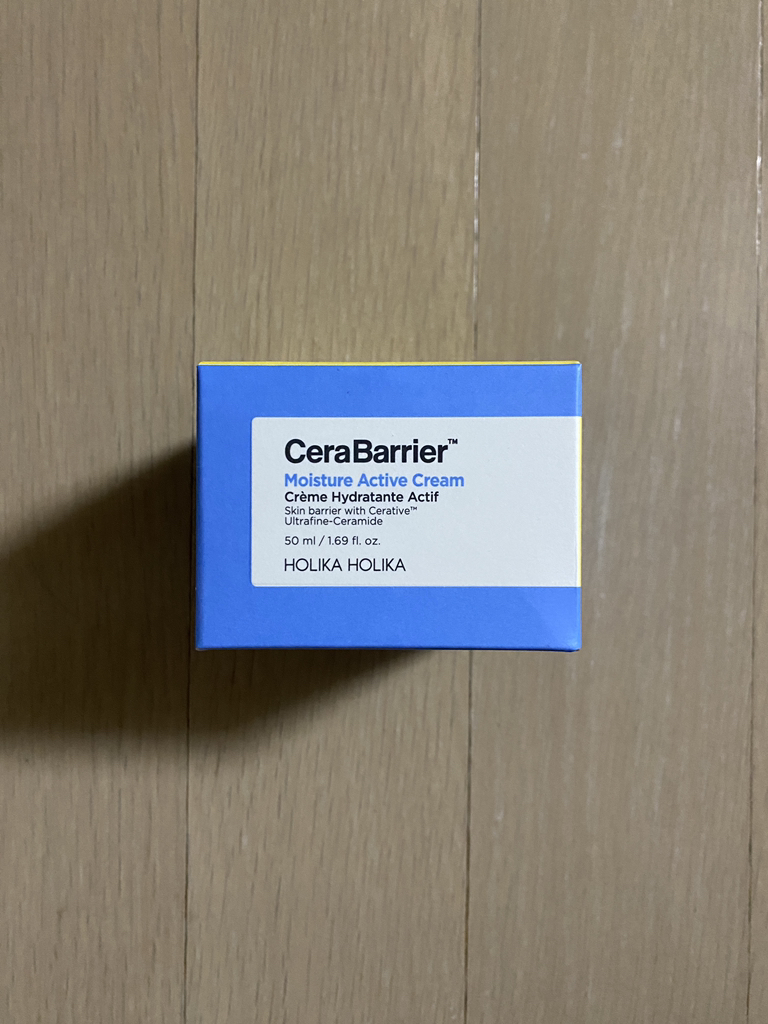 CeraBarrier™
Moisture Active Cream
Crème Hydratante Actif
Skin barrier with Cerative™
Ultrafine-Ceramide
50 ml / 1.69 fl. oz.
HOLIKA HOLIKA